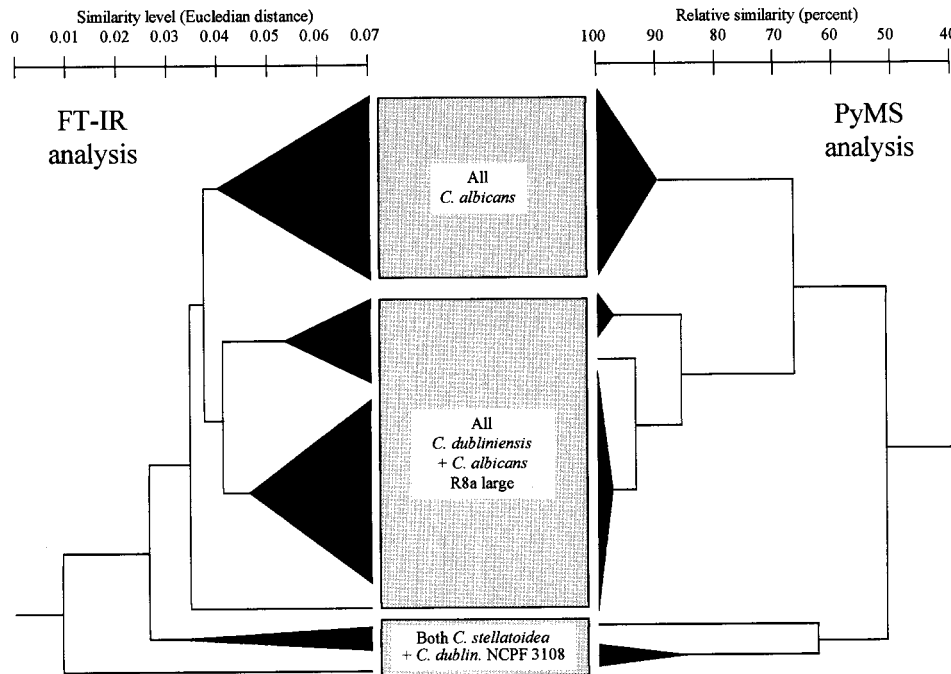 Similarity level (Eucledian distance)
0 0.01 0.02 0.03 0.04 0.05 0.06 0.07
Relative similarity (percent)
100 90 80 70 60 50 40
FT-IR
analysis
PyMS
analysis
All
C. albicans
All
C. dubliniensis
+ C. albicans
R8a large
Both C. stellatoidea
+ C. dublin. NCPF 3108